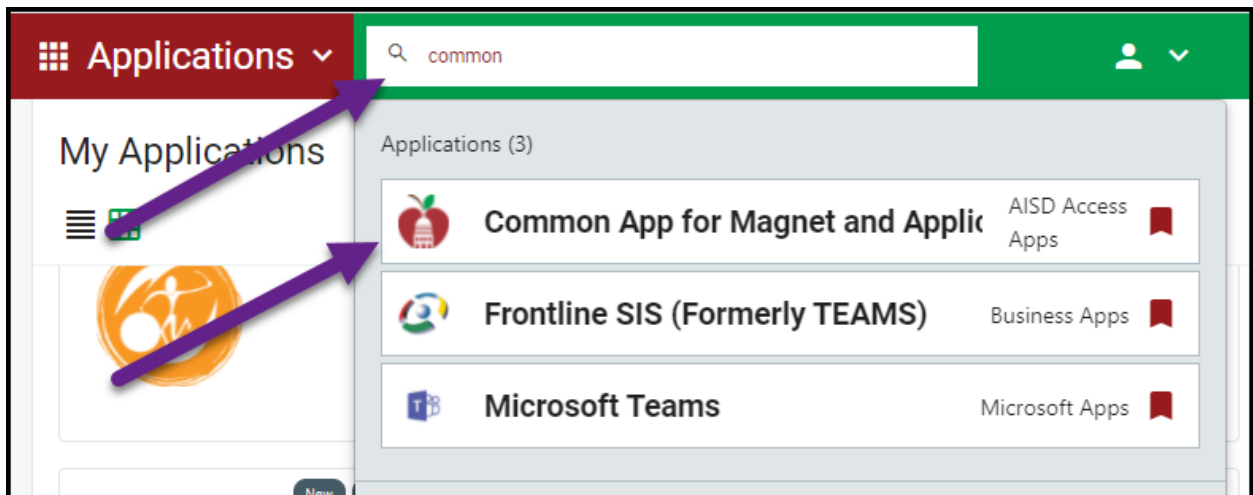 Applications
common
My Applications
Applications (3)
Common App for Magnet and Applic
AISD Access
Apps
Frontline SIS (Formerly TEAMS)
Business Apps
Microsoft Teams
Microsoft Apps
New